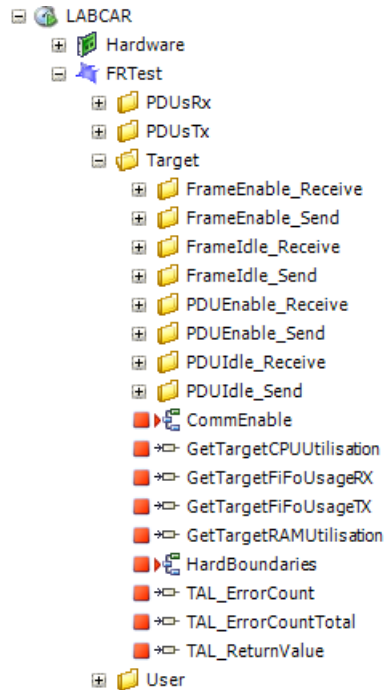 LABCAR
Hardware
FRTest
PDUsRx
PDUsTx
Target
FrameEnable_Receive
FrameEnable_Send
FrameIdle_Receive
FrameIdle_Send
PDUEnable_Receive
PDUEnable_Send
PDUIdle_Receive
PDUIdle_Send
CommEnable
GetTargetCPUUtilisation
GetTargetFiFoUsageRX
GetTargetFiFoUsageTX
GetTargetRAMUtilisation
HardBoundaries
TAL_ErrorCount
TAL_ErrorCountTotal
TAL_ReturnValue
User